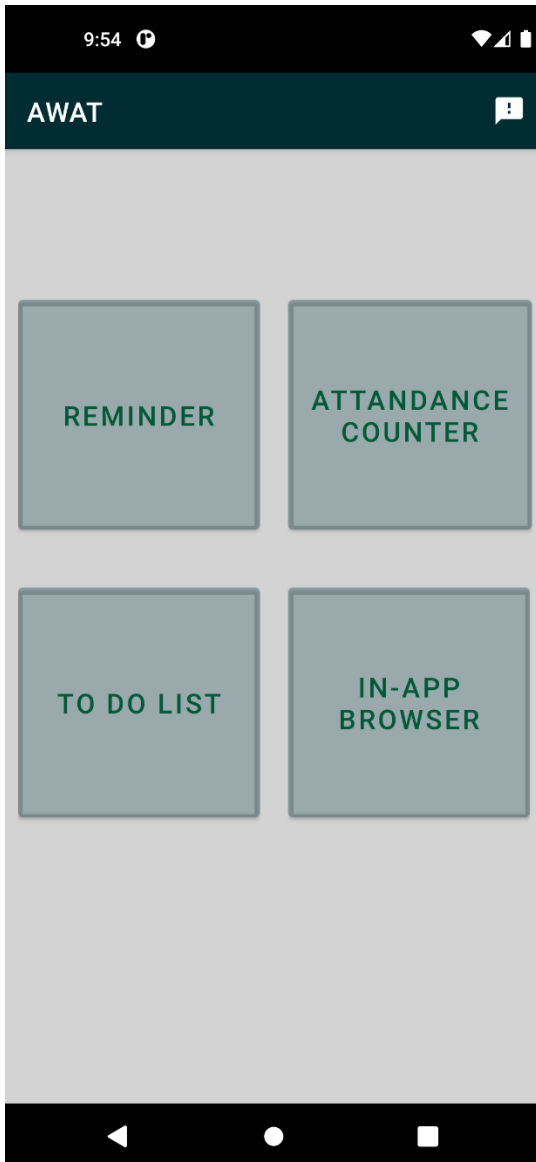 9:54
AWAT
REMINDER
ATTANDANCE
COUNTER
TO DO LIST
IN-APP
BROWSER